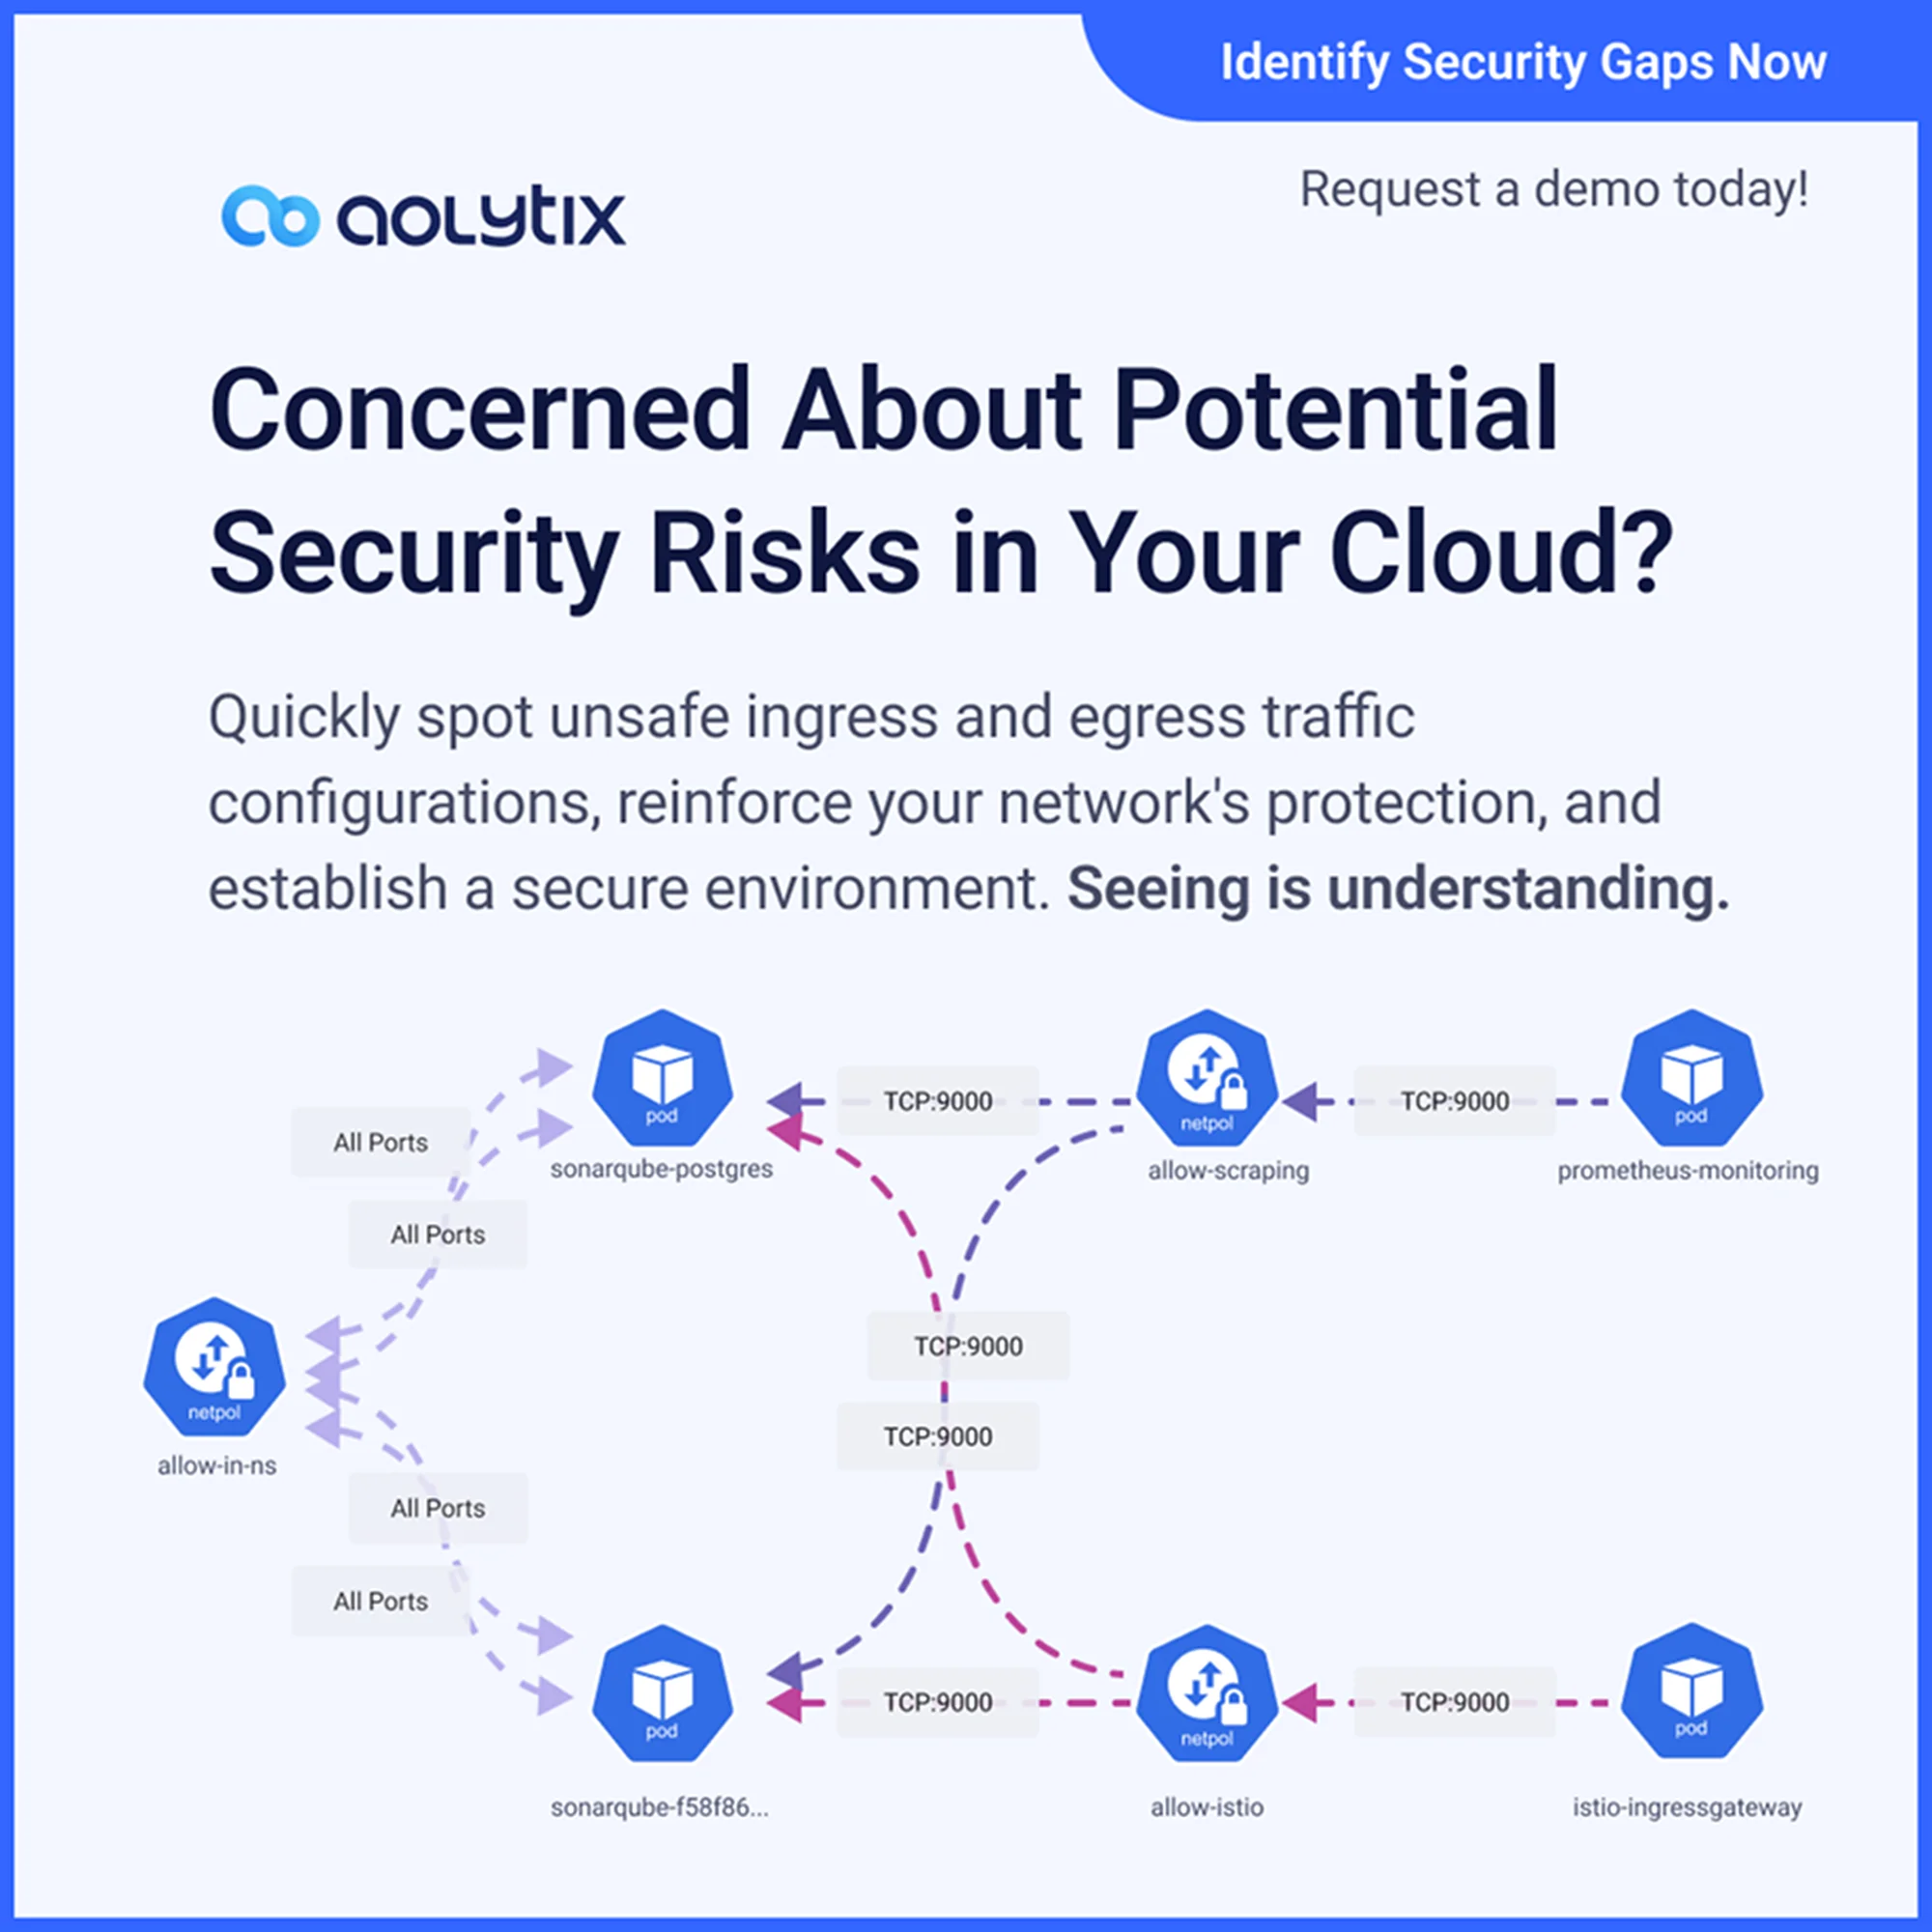 Identify Security Gaps Now
Request a demo today!
aolytix
Concerned About Potential
Security Risks in Your Cloud?
Quickly spot unsafe ingress and egress traffic
configurations, reinforce your network's protection, and
establish a secure environment. Seeing is understanding.
pod
sonarqube-postgres
TCP:9000
netpol
allow-scraping
TCP:9000
pod
prometheus-monitoring
All Ports
All Ports
netpol
allow-in-ns
TCP:9000
TCP:9000
All Ports
All Ports
pod
sonarqube-f58f86...
TCP:9000
netpol
allow-istio
TCP:9000
pod
istio-ingressgateway